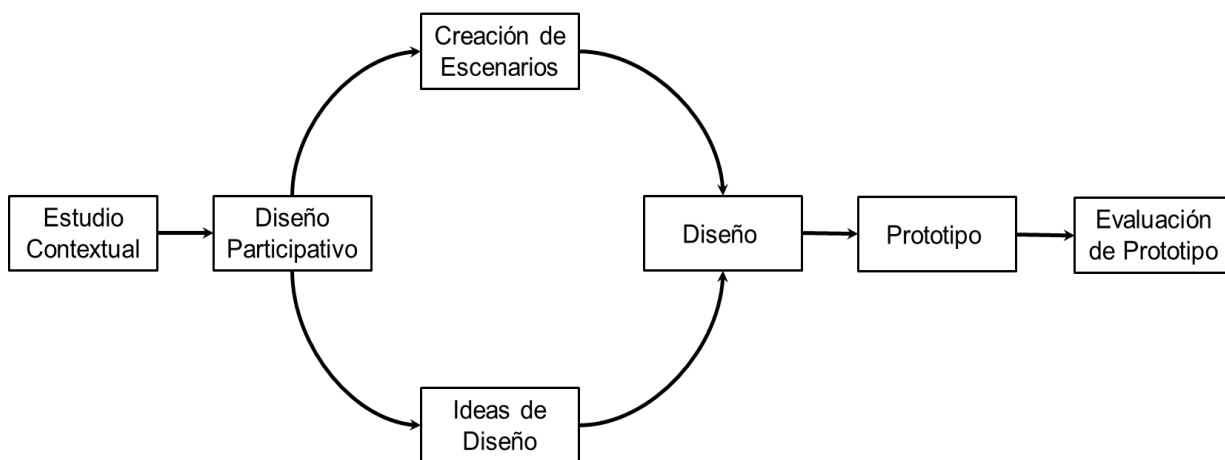 Creación de
Escenarios
Estudio
Contextual
Diseño
Participativo
Diseño
Prototipo
Evaluación
de Prototipo
Ideas de
Diseño